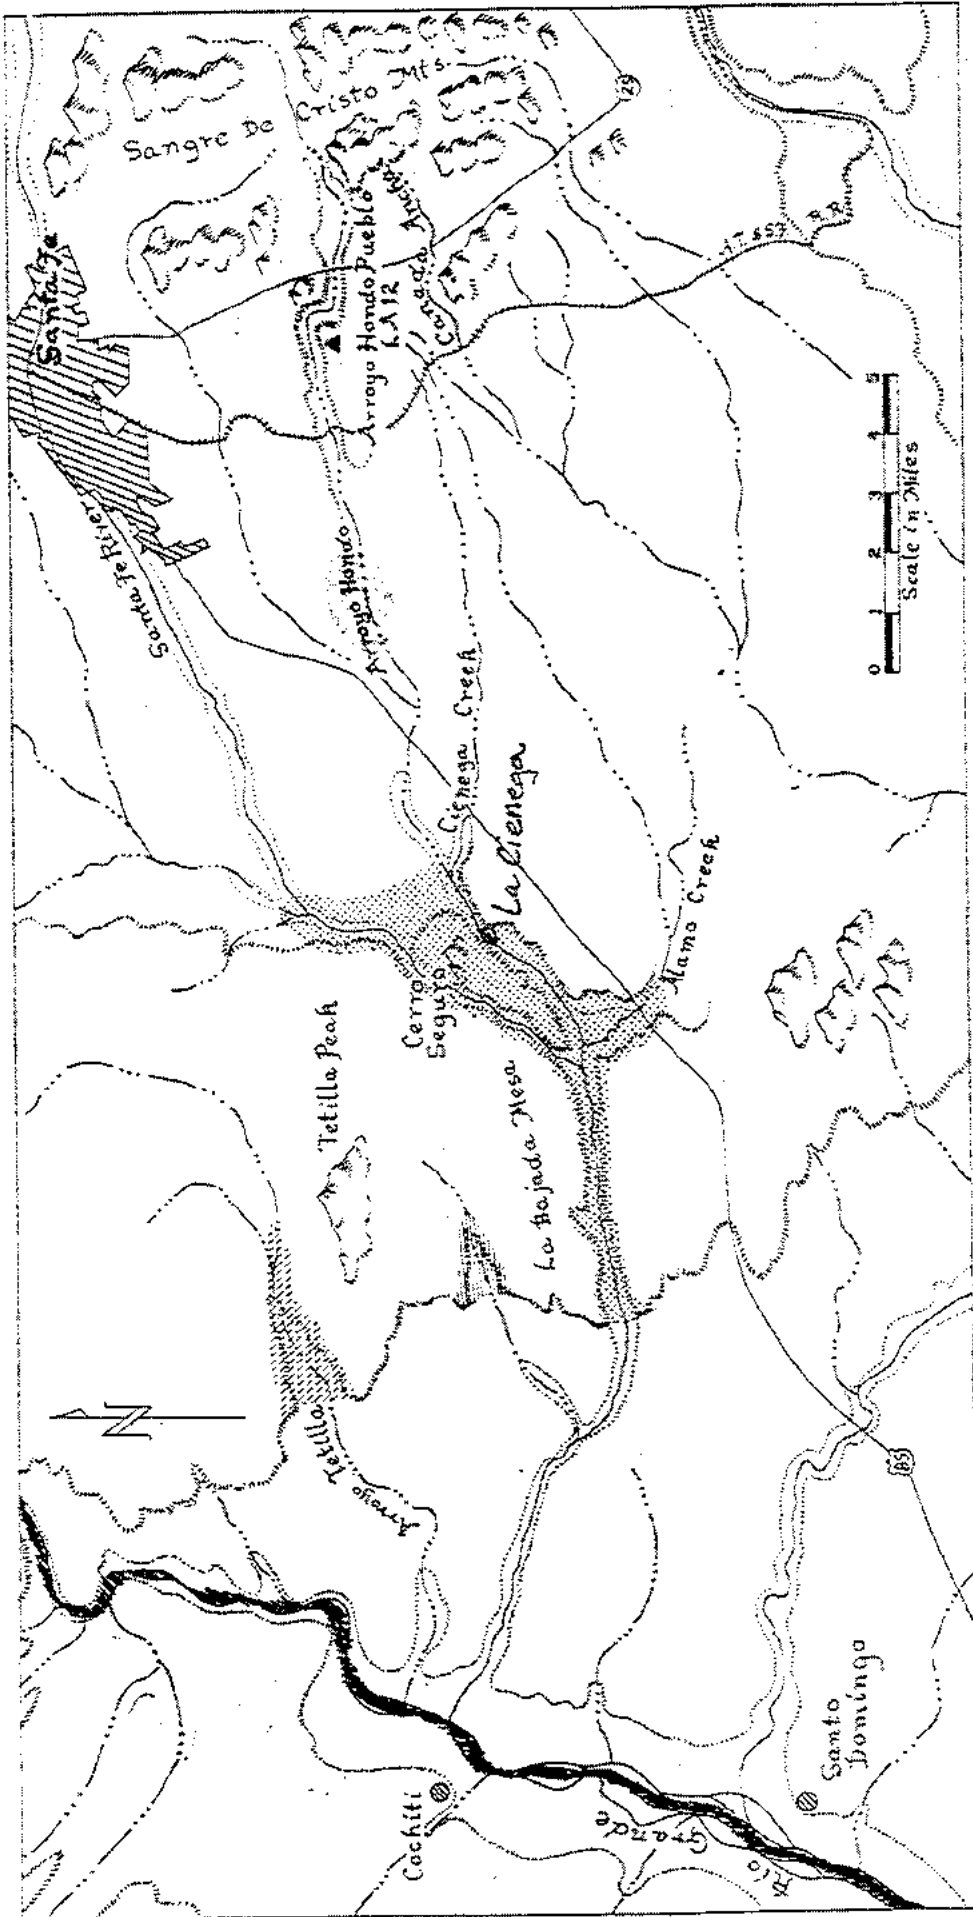 Santa Fe
Sangre De
Cristo Mts.
Arroyo Hondo Pueblo
LA 12
Cañada Ancha
Santa Fe River
Arroyo Hondo
Cienega Creek
La Cienega
Cerro
Seguro
Tetilla Peak
La Bajada Mesa
Alamo Creek
Arroyo
Tetilla
Cochiti
Rio
Grande
Santo
Domingo
85
0 1 2 3 4 5
Scale in Miles
N